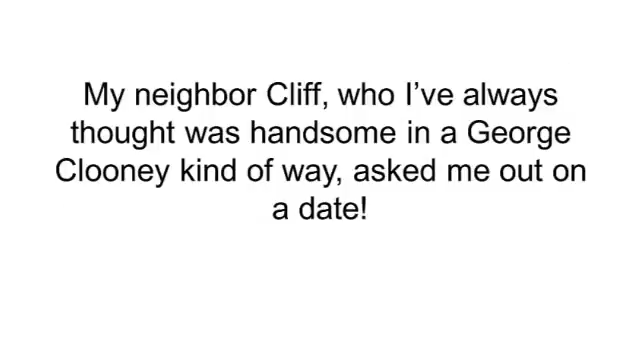 My neighbor Cliff, who I’ve always
thought was handsome in a George
Clooney kind of way, asked me out on
a date!